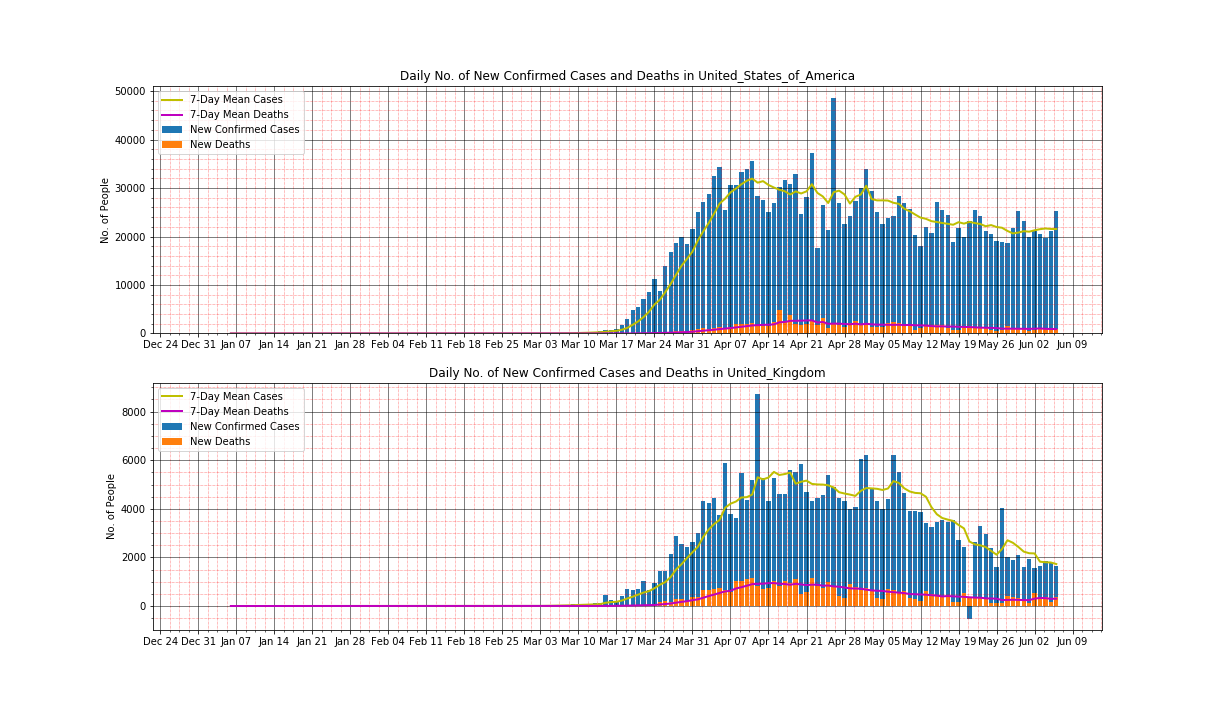 Daily No. of New Confirmed Cases and Deaths in United_States_of_America
50000
40000
30000
20000
10000
0
No. of People
7-Day Mean Cases
7-Day Mean Deaths
New Confirmed Cases
New Deaths
Dec 24 Dec 31 Jan 07 Jan 14 Jan 21 Jan 28 Feb 04 Feb 11 Feb 18 Feb 25 Mar 03 Mar 10 Mar 17 Mar 24 Mar 31 Apr 07 Apr 14 Apr 21 Apr 28 May 05 May 12 May 19 May 26 Jun 02 Jun 09
Daily No. of New Confirmed Cases and Deaths in United_Kingdom
8000
6000
4000
2000
0
No. of People
7-Day Mean Cases
7-Day Mean Deaths
New Confirmed Cases
New Deaths
Dec 24 Dec 31 Jan 07 Jan 14 Jan 21 Jan 28 Feb 04 Feb 11 Feb 18 Feb 25 Mar 03 Mar 10 Mar 17 Mar 24 Mar 31 Apr 07 Apr 14 Apr 21 Apr 28 May 05 May 12 May 19 May 26 Jun 02 Jun 09